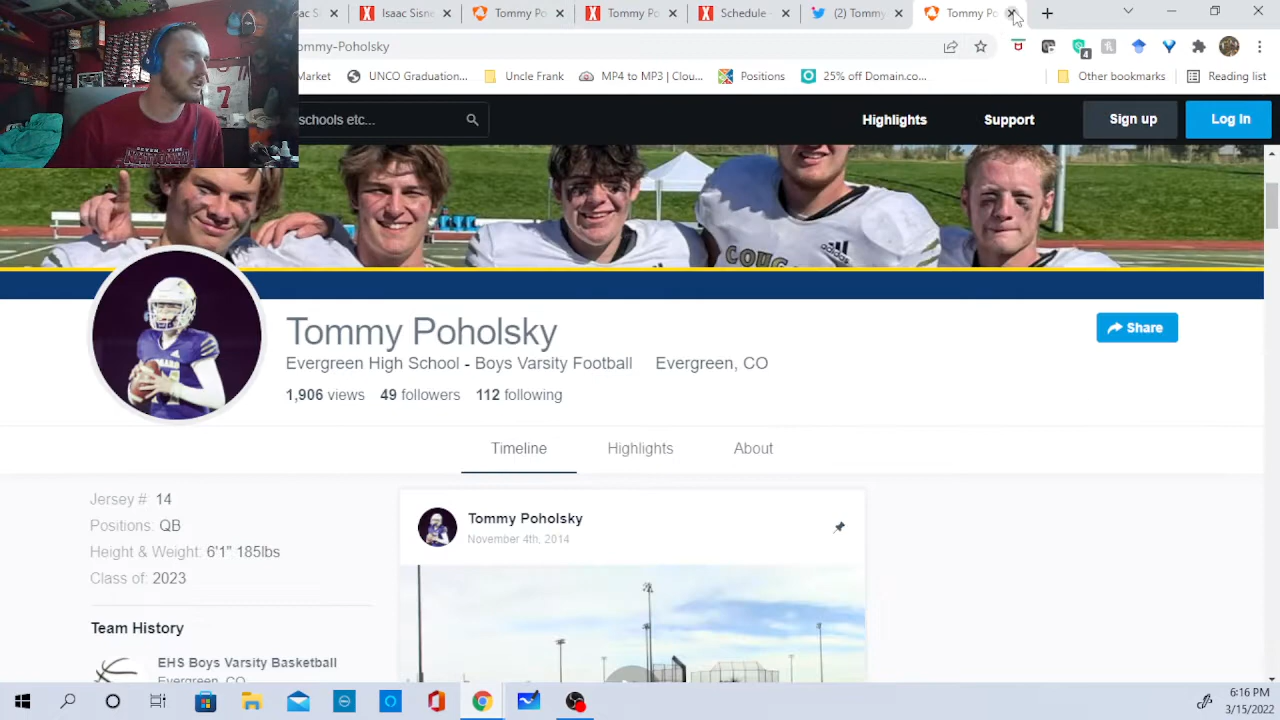 ac S
Isaac Sisne
Tommy Po
Tommy Po
Schedule -
(2) Tommy
Tommy Po
ommy-Poholsky
4
Market
UNCO Graduation...
Uncle Frank
MP4 to MP3 | Clou...
Positions
25% off Domain.co...
Other bookmarks
Reading list
schools etc...
Highlights
Support
Sign up
Log In
7
COUG
adidas
Tommy Poholsky
Evergreen High School - Boys Varsity Football Evergreen, CO
1,906 views 49 followers 112 following
Share
Timeline
Highlights
About
Jersey # 14
Positions: QB
Height & Weight: 6'1" 185lbs
Class of: 2023
Team History
EHS Boys Varsity Basketball
Evergreen, CO
Tommy Poholsky
November 4th, 2014
6:16 PM
3/15/2022